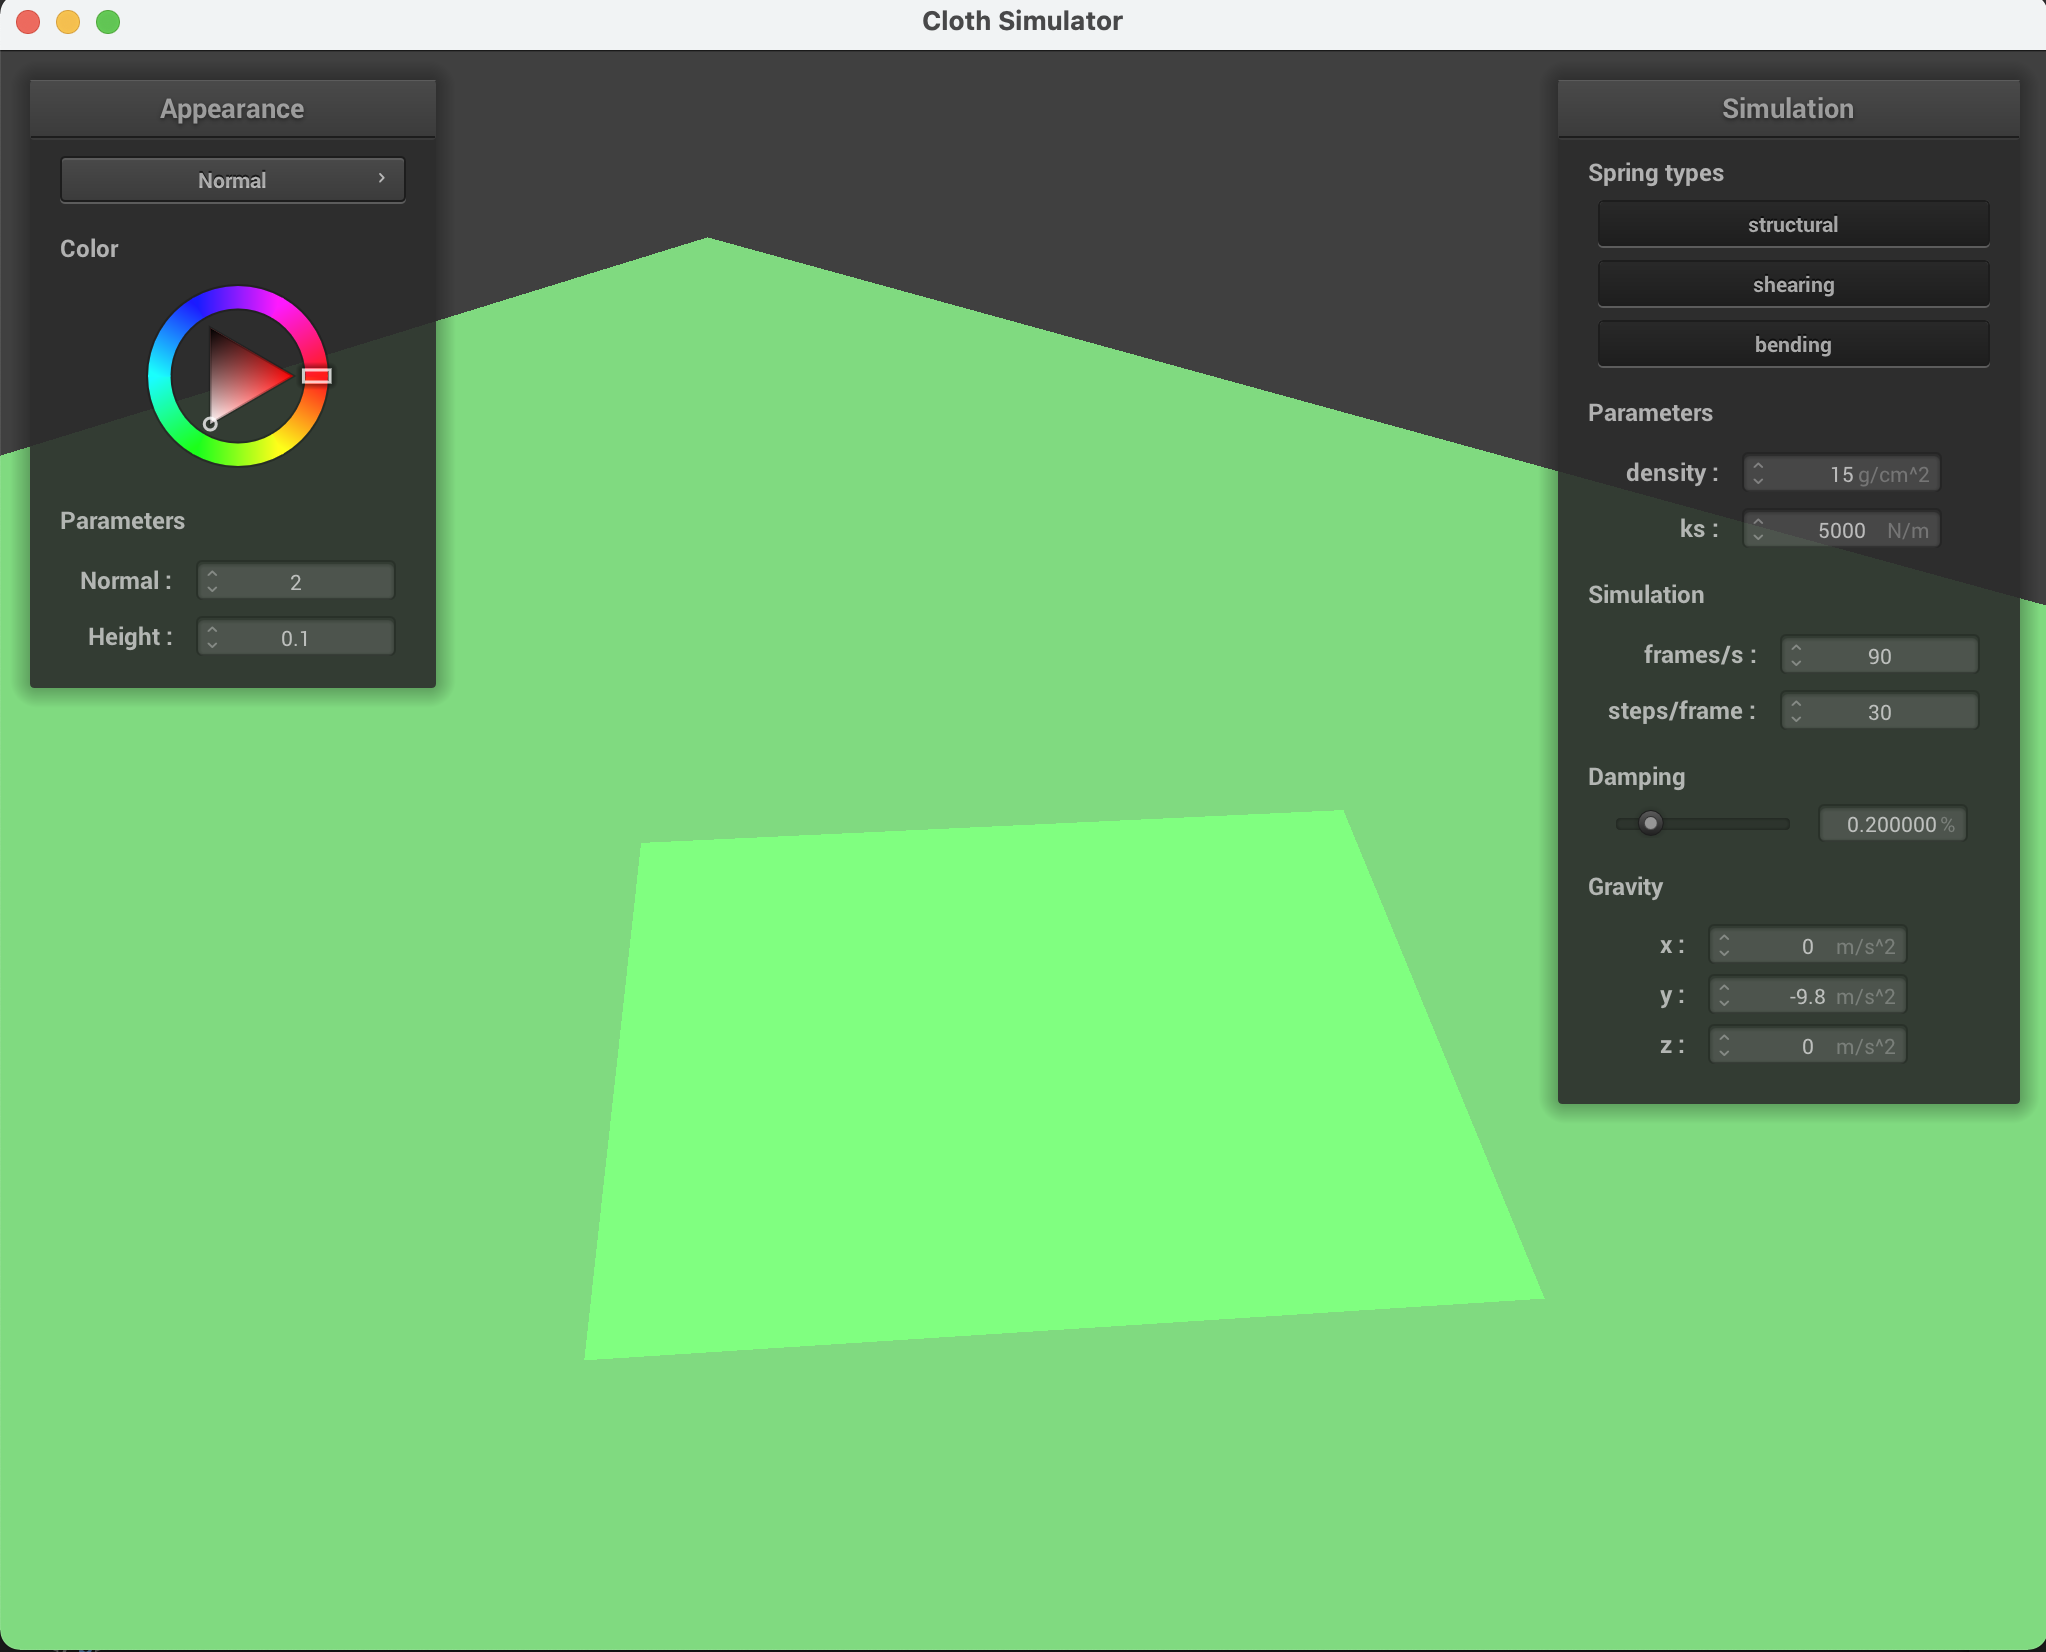 Cloth Simulator
Appearance
Normal
Color
Parameters
Normal : 2
Height : 0.1
Simulation
Spring types
structural
shearing
bending
Parameters
density : 15 g/cm^2
ks : 5000 N/m
Simulation
frames/s : 90
steps/frame : 30
Damping
0.200000 %
Gravity
x : 0 m/s^2
y : -9.8 m/s^2
z : 0 m/s^2